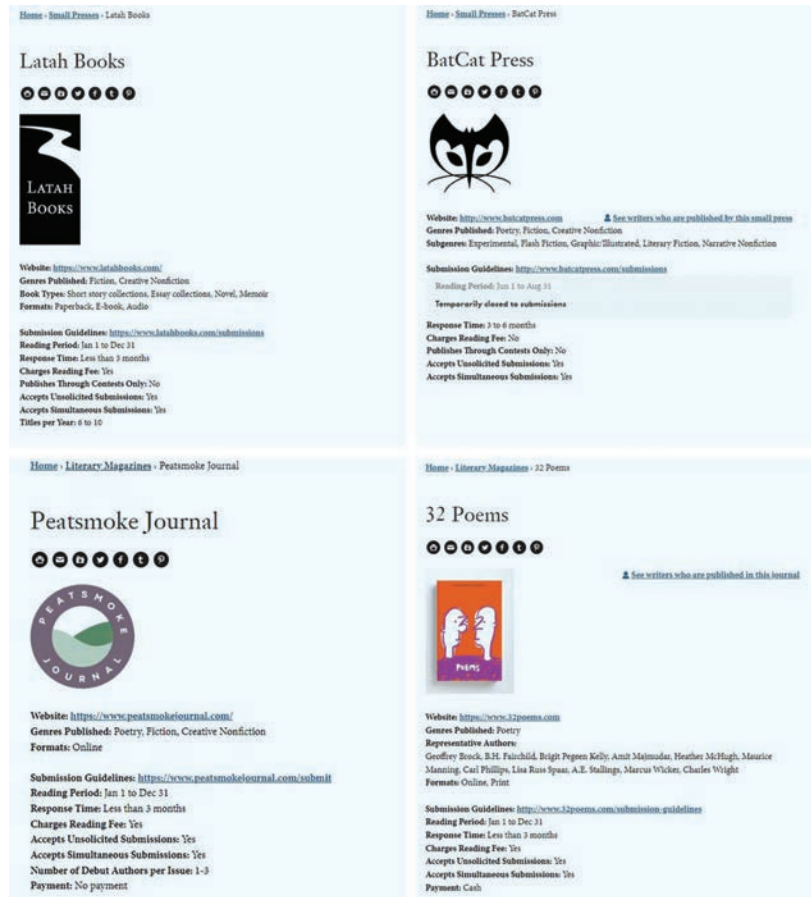 Home › Small Presses › Latah Books
Latah Books
LATAH
BOOKS
Website: https://www.latahbooks.com/
Genres Published: Fiction, Creative Nonfiction
Book Types: Short story collections, Essay collections, Novel, Memoir
Formats: Paperback, E-book, Audio
Submission Guidelines: https://www.latahbooks.com/submissions
Reading Period: Jan 1 to Dec 31
Response Time: Less than 3 months
Charges Reading Fee: Yes
Publishes Through Contests Only: No
Accepts Unsolicited Submissions: Yes
Accepts Simultaneous Submissions: Yes
Titles per Year: 6 to 10
Home › Small Presses › BatCat Press
BatCat Press
Website: http://www.batcatpress.com
See writers who are published by this small press
Genres Published: Poetry, Fiction, Creative Nonfiction
Subgenres: Experimental, Flash Fiction, Graphic/Illustrated, Literary Fiction, Narrative Nonfiction
Submission Guidelines: http://www.batcatpress.com/submissions
Reading Period: Jun 1 to Aug 31
Temporarily closed to submissions
Response Time: 3 to 6 months
Charges Reading Fee: No
Publishes Through Contests Only: No
Accepts Unsolicited Submissions: Yes
Accepts Simultaneous Submissions: Yes
Home › Literary Magazines › Peatsmoke Journal
Peatsmoke Journal
PEATSMOKE
JOURNAL
Website: https://www.peatsmokejournal.com/
Genres Published: Poetry, Fiction, Creative Nonfiction
Formats: Online
Submission Guidelines: https://www.peatsmokejournal.com/submit
Reading Period: Jan 1 to Dec 31
Response Time: Less than 3 months
Charges Reading Fee: Yes
Accepts Unsolicited Submissions: Yes
Accepts Simultaneous Submissions: Yes
Number of Debut Authors per Issue: 1-3
Payment: No payment
Home › Literary Magazines › 32 Poems
32 Poems
See writers who are published in this journal
POEMS
Website: https://www.32poems.com
Genres Published: Poetry
Representative Authors:
Geoffrey Brock, B.H. Fairchild, Brigit Pegeen Kelly, Amit Majmudar, Heather McHugh, Maurice
Manning, Carl Phillips, Lisa Russ Spaar, A.E. Stallings, Marcus Wicker, Charles Wright
Formats: Online, Print
Submission Guidelines: http://www.32poems.com/submission-guidelines
Reading Period: Jan 1 to Dec 31
Response Time: Less than 3 months
Charges Reading Fee: Yes
Accepts Unsolicited Submissions: Yes
Accepts Simultaneous Submissions: Yes
Payment: Cash